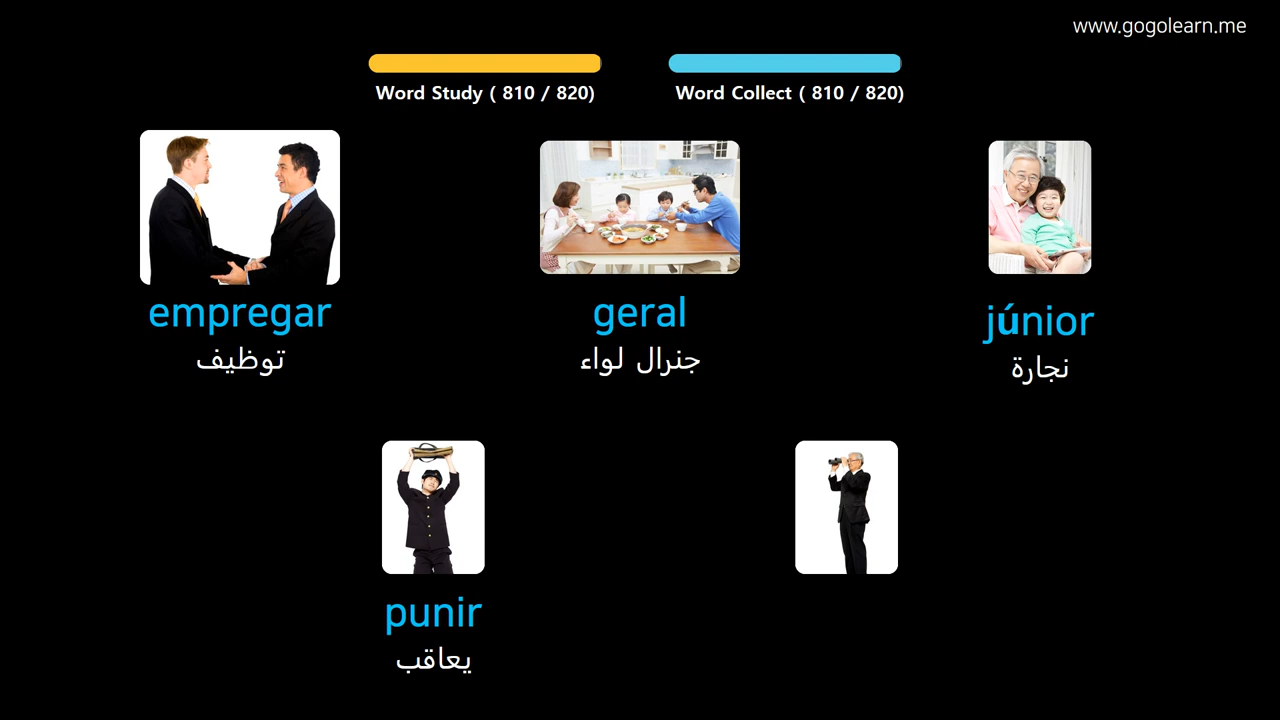 www.gogolearn.me
Word Study ( 810 / 820)
Word Collect ( 810 / 820)
empregar
توظيف
geral
جنرال لواء
júnior
نجارة
punir
يعاقب